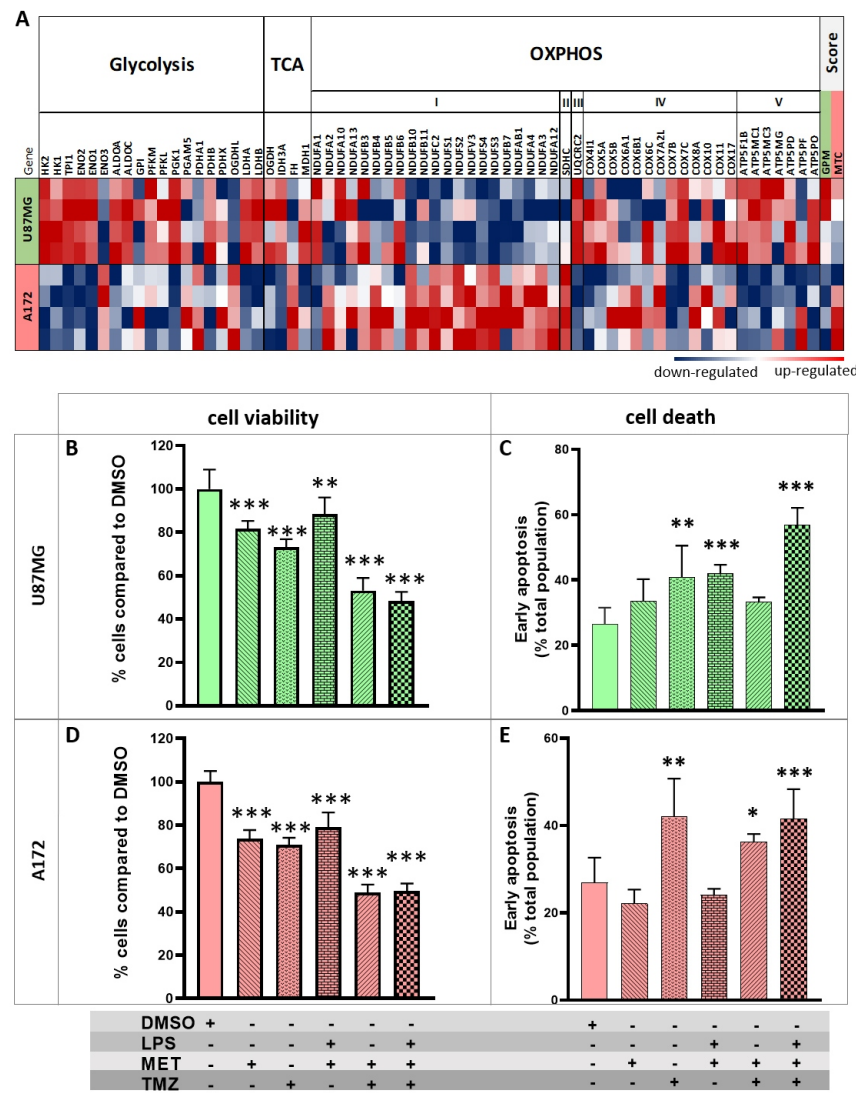 A
Glycolysis TCA OXPHOS Score
I II III IV V
Gene HK2 HK1 TPI1 ENO2 ENO1 ENO3 ALDOA ALDOC GPI PFKM PFKL PGK1 PGAM5 PDHA1 PDHB PDHX OGDHL LDHA LDHB OGDH IDH3A FH MDH1 NDUFA1 NDUFA2 NDUFA10 NDUFA13 NDUFB3 NDUFB4 NDUFB5 NDUFB6 NDUFB10 NDUFB11 NDUFC2 NDUFS1 NDUFS2 NDUFV3 NDUFS4 NDUFS3 NDUFB7 NDUFAB1 NDUFA4 NDUFA3 NDUFA12 SDHC UQCRC2 COX4I1 COX5A COX5B COX6A1 COX6B1 COX6C COX7A2L COX7B COX7C COX8A COX10 COX11 COX17 ATP5F1B ATP5MC1 ATP5MC3 ATP5MG ATP5PD ATP5PF ATP5PO GPM MTC
U87MG
A172
down-regulated up-regulated
cell viability cell death
U87MG
B
% cells compared to DMSO
120
100
80
60
40
20
0
*** *** ** *** ***
C
Early apoptosis
(% total population)
80
60
40
20
0
** *** ***
A172
D
% cells compared to DMSO
120
100
80
60
40
20
0
*** *** *** *** ***
E
Early apoptosis
(% total population)
60
40
20
0
** * ***
DMSO + - - - - - + - - - - -
LPS - - - + - + - - - + - +
MET - + - + + + - + - + + +
TMZ - - + - + + - - + - + +